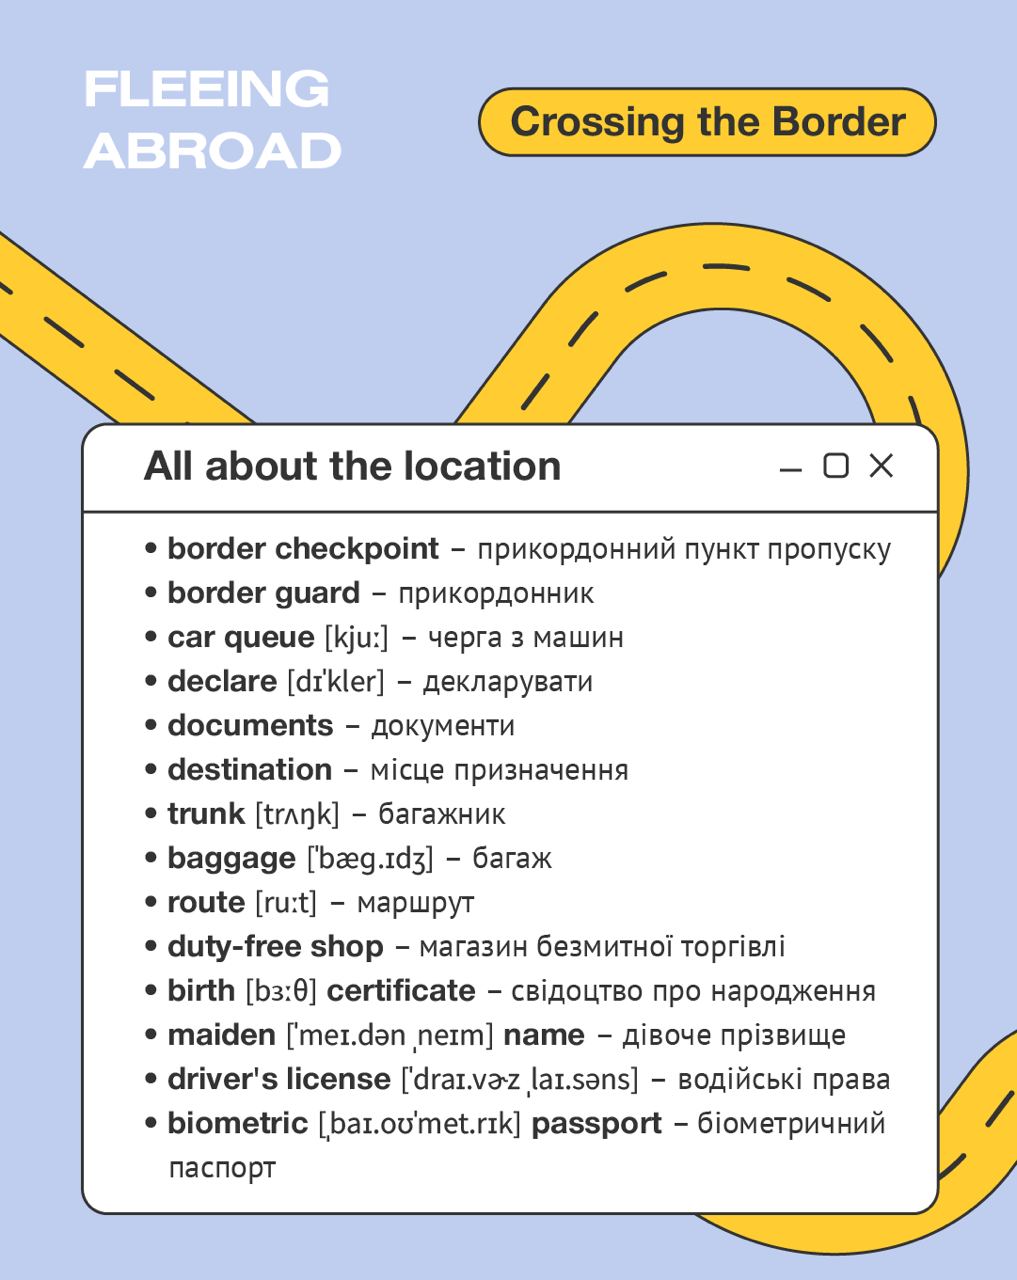 FLEEING
ABROAD
Crossing the Border
All about the location
• border checkpoint – прикордонний пункт пропуску
• border guard – прикордонник
• car queue [kjuː] – черга з машин
• declare [dɪˈkler] – декларувати
• documents – документи
• destination – місце призначення
• trunk [trʌŋk] – багажник
• baggage [ˈbæɡ.ɪdʒ] – багаж
• route [ruːt] – маршрут
• duty-free shop – магазин безмитної торгівлі
• birth [bɜːθ] certificate – свідоцтво про народження
• maiden [ˈmeɪ.dən ˌneɪm] name – дівоче прізвище
• driver's license [ˈdraɪ.vɚz ˌlaɪ.səns] – водійські права
• biometric [ˌbaɪ.oʊˈmet.rɪk] passport – біометричний
паспорт